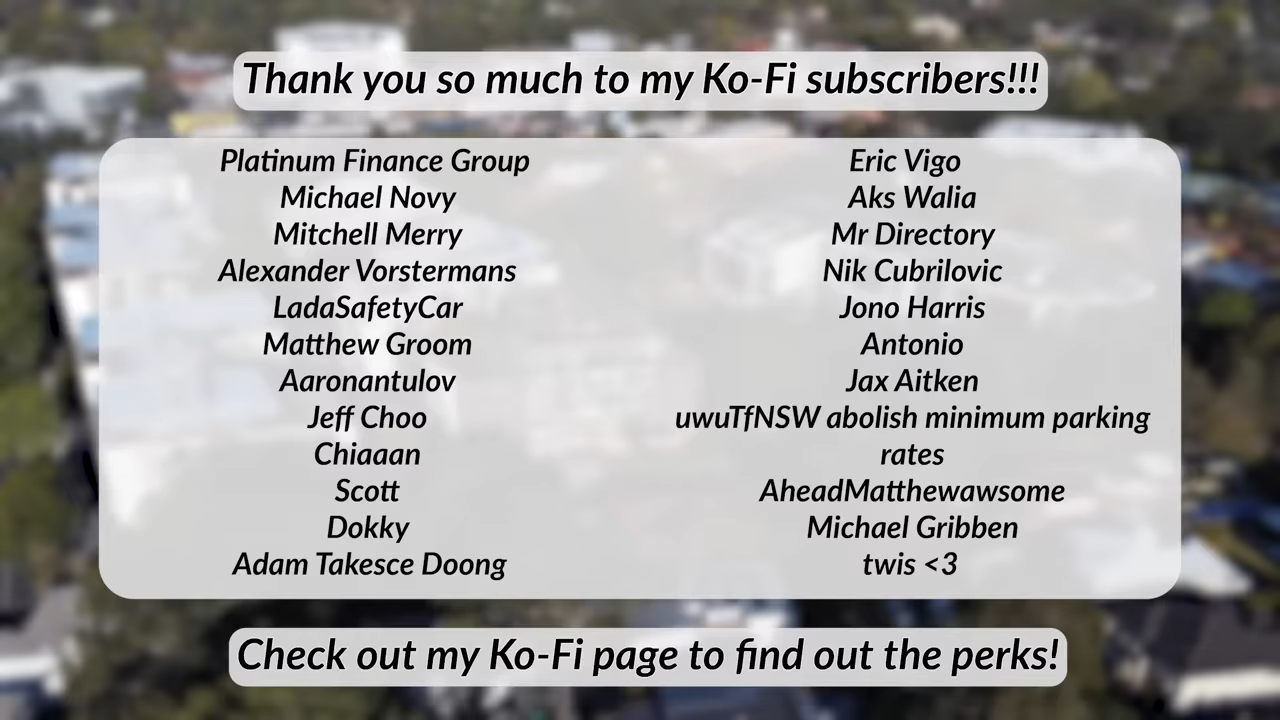 Thank you so much to my Ko-Fi subscribers!!!
Platinum Finance Group
Michael Novy
Mitchell Merry
Alexander Vorstermans
LadaSafetyCar
Matthew Groom
Aaronantulov
Jeff Choo
Chiaaan
Scott
Dokky
Adam Takesce Doong
Eric Vigo
Aks Walia
Mr Directory
Nik Cubrilovic
Jono Harris
Antonio
Jax Aitken
uwuTfNSW abolish minimum parking
rates
AheadMatthewawsome
Michael Gribben
twis <3
Check out my Ko-Fi page to find out the perks!